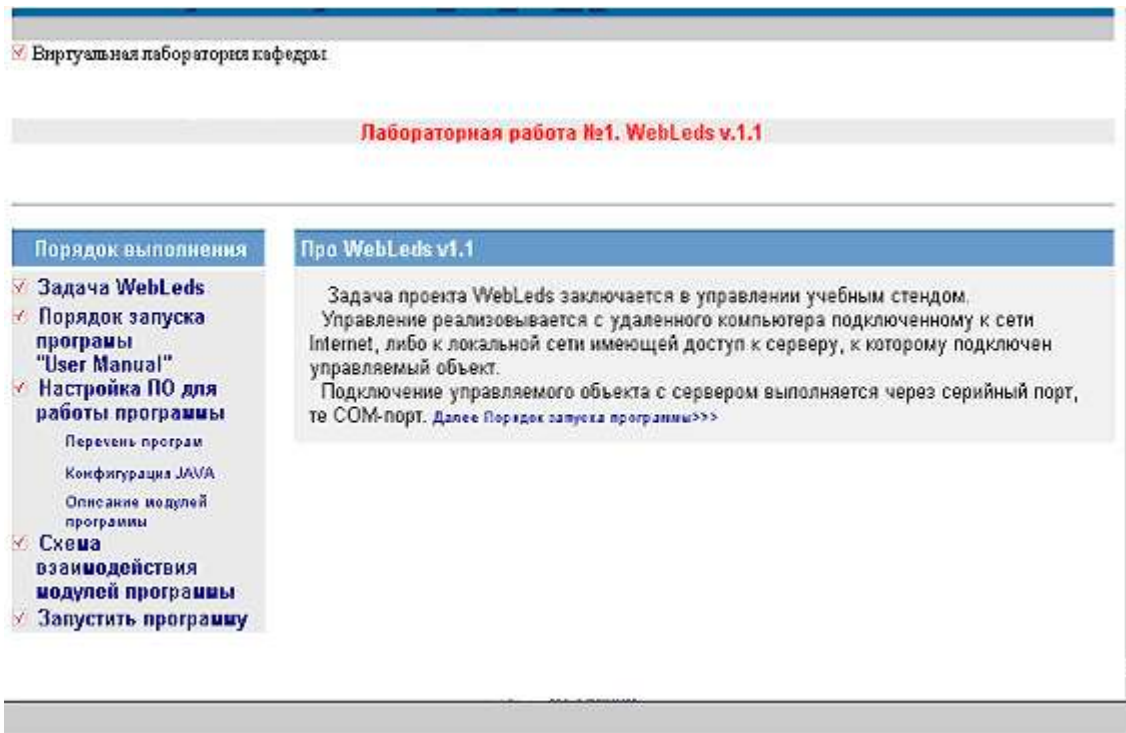 Виртуальная лаборатория кафедры
Лабораторная работа №1. WebLeds v.1.1
Порядок выполнения
Задача WebLeds
Порядок запуска
програмы
"User Manual"
Настройка ПО для
работы программы
Перечень програм
Конфигурация JAVA
Описание модулей
программы
Схема
взаимодействия
модулей программы
Запустить программу
Про WebLeds v1.1
Задача проекта WebLeds заключается в управлении учебным стендом.
Управление реализовывается с удаленного компьютера подключенному к сети
Internet, либо к локальной сети имеющей доступ к серверу, к которому подключен
управляемый объект.
Подключение управляемого объекта с сервером выполняется через серийный порт,
те COM-порт. Далее Порядок запуска программы>>>